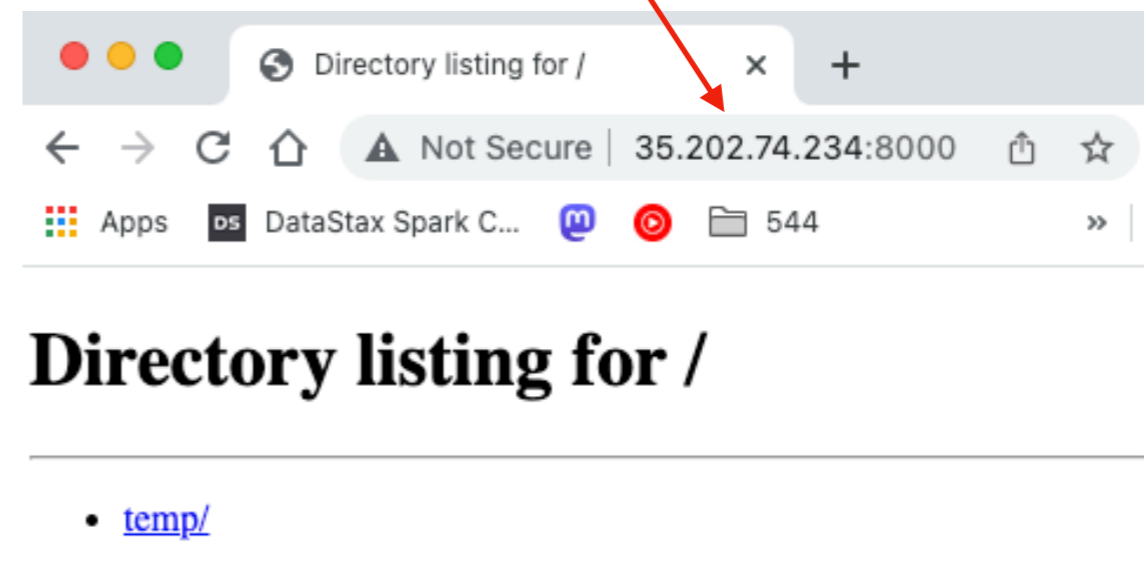 Directory listing for /
Not Secure 35.202.74.234:8000
Apps DS DataStax Spark C... 544 »
Directory listing for /
• temp/